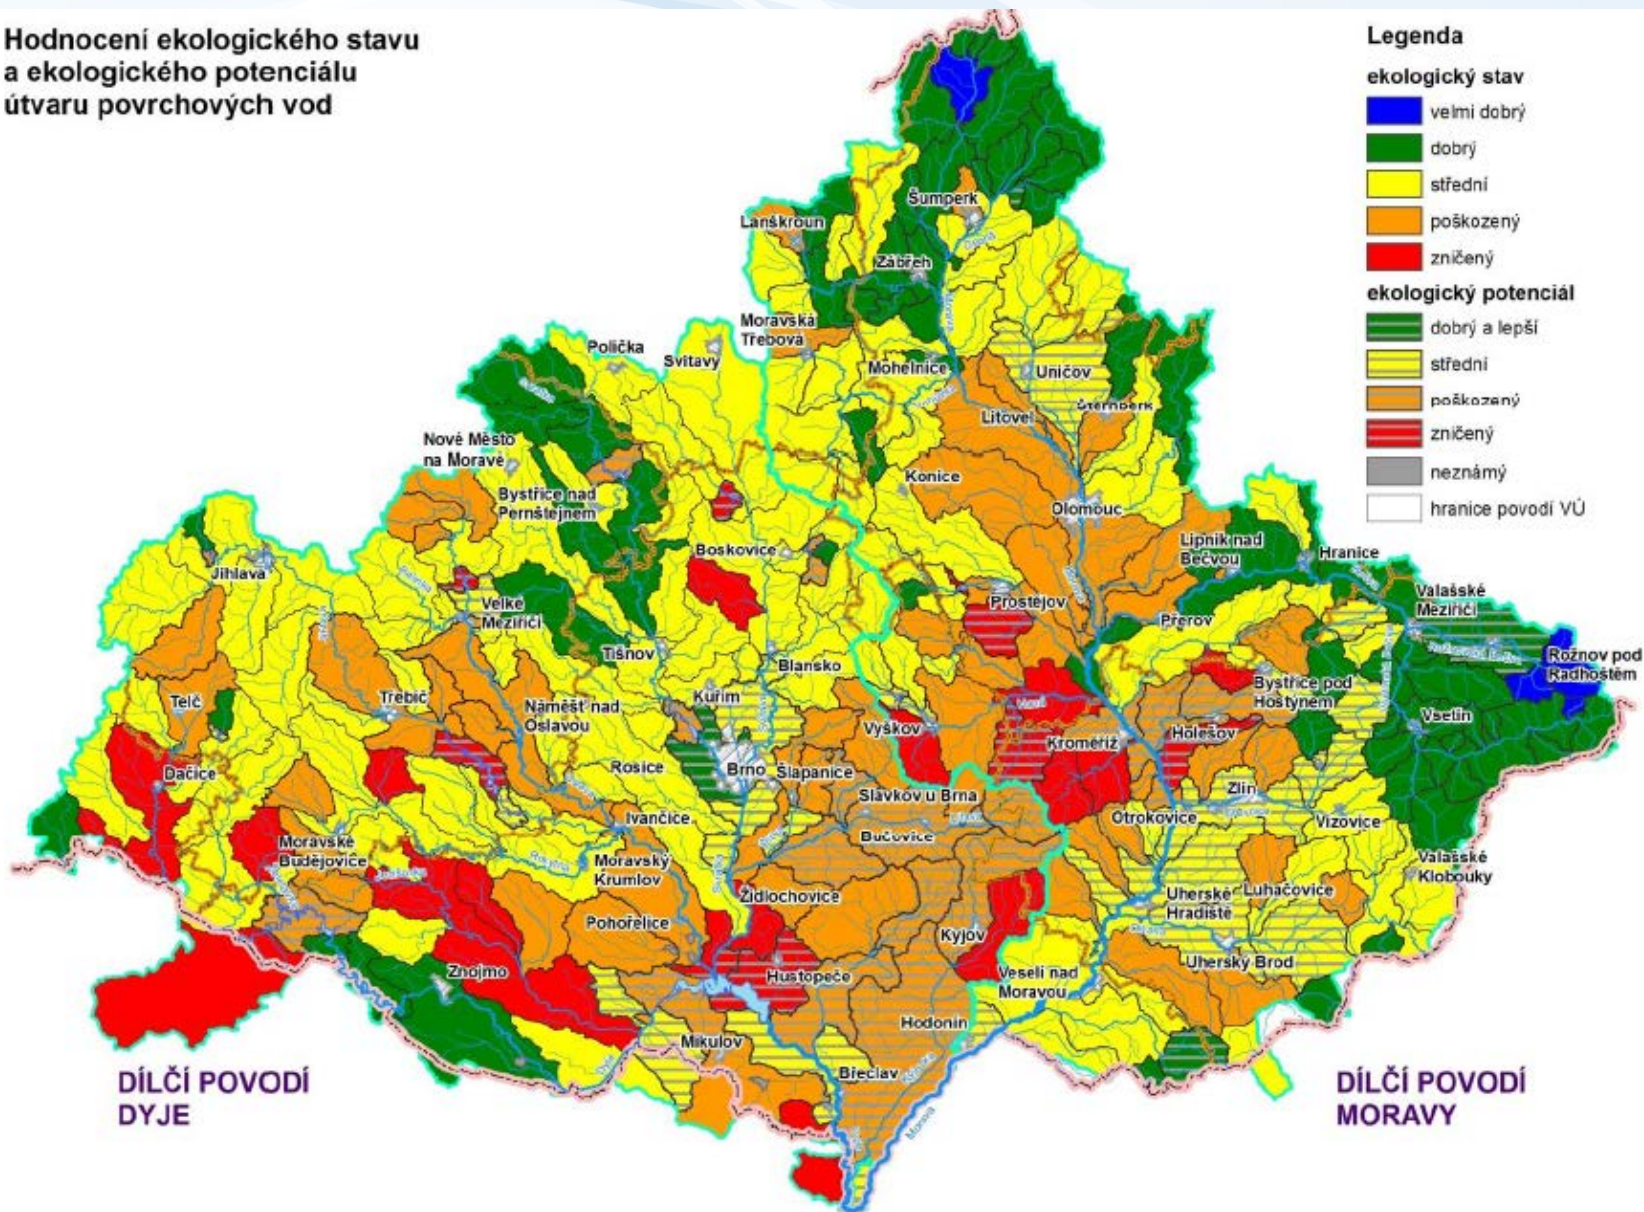 Hodnocení ekologického stavu
a ekologického potenciálu
útvaru povrchových vod
Legenda
ekologický stav
velmi dobrý
dobrý
střední
poškozený
zničený
ekologický potenciál
dobrý a lepší
střední
poškozený
zničený
neznámý
hranice povodí VÚ
Šumperk
Lanškroun
Zábřeh
Moravská
Třebová
Polička
Svitavy
Mohelnice
Uničov
Šternberk
Litovel
Nové Město
na Moravě
Konice
Bystřice nad
Pernštejnem
Olomouc
Boskovice
Lipník nad
Bečvou
Hranice
Jihlava
Velké
Meziříčí
Prostějov
Valašské
Meziříčí
Přerov
Tišnov
Blansko
Rožnov pod
Radhoštěm
Telč
Třebíč
Náměšť nad
Oslavou
Kuřim
Bystřice pod
Hostýnem
Vsetín
Vyškov
Kroměříž
Holešov
Dačice
Rosice
Brno
Šlapanice
Slavkov u Brna
Zlín
Ivančice
Bučovice
Otrokovice
Vizovice
Moravské
Budějovice
Moravský
Krumlov
Valašské
Klobouky
Židlochovice
Uherské
Hradiště
Luhačovice
Pohořelice
Kyjov
Znojmo
Hustopeče
Veselí nad
Moravou
Uherský Brod
Hodonín
Mikulov
Břeclav
Dyje
Morava
DÍLČÍ POVODÍ
DYJE
DÍLČÍ POVODÍ
MORAVY